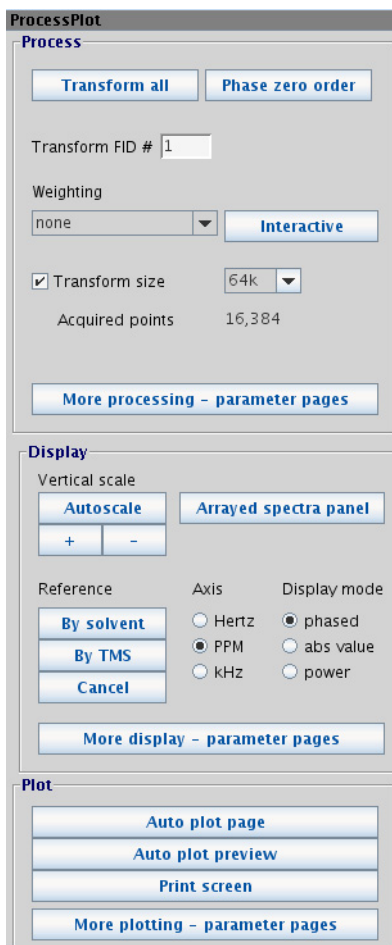 ProcessPlot
Process
Transform all
Phase zero order
Transform FID # 1
Weighting
none
Interactive
Transform size 64k
Acquired points 16,384
More processing - parameter pages
Display
Vertical scale
Autoscale
Arrayed spectra panel
+ -
Reference Axis Display mode
By solvent Hertz phased
By TMS PPM abs value
Cancel kHz power
More display - parameter pages
Plot
Auto plot page
Auto plot preview
Print screen
More plotting - parameter pages